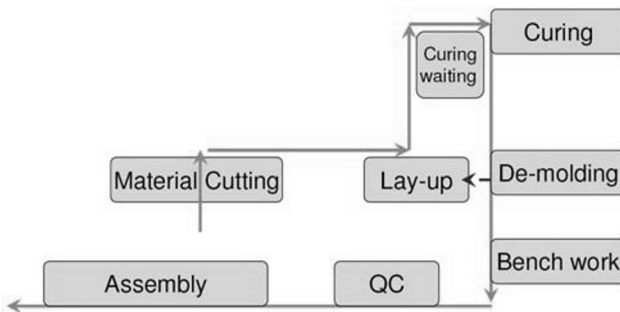 Curing
Curing
waiting
Material Cutting
Lay-up
De-molding
Bench work
Assembly
QC